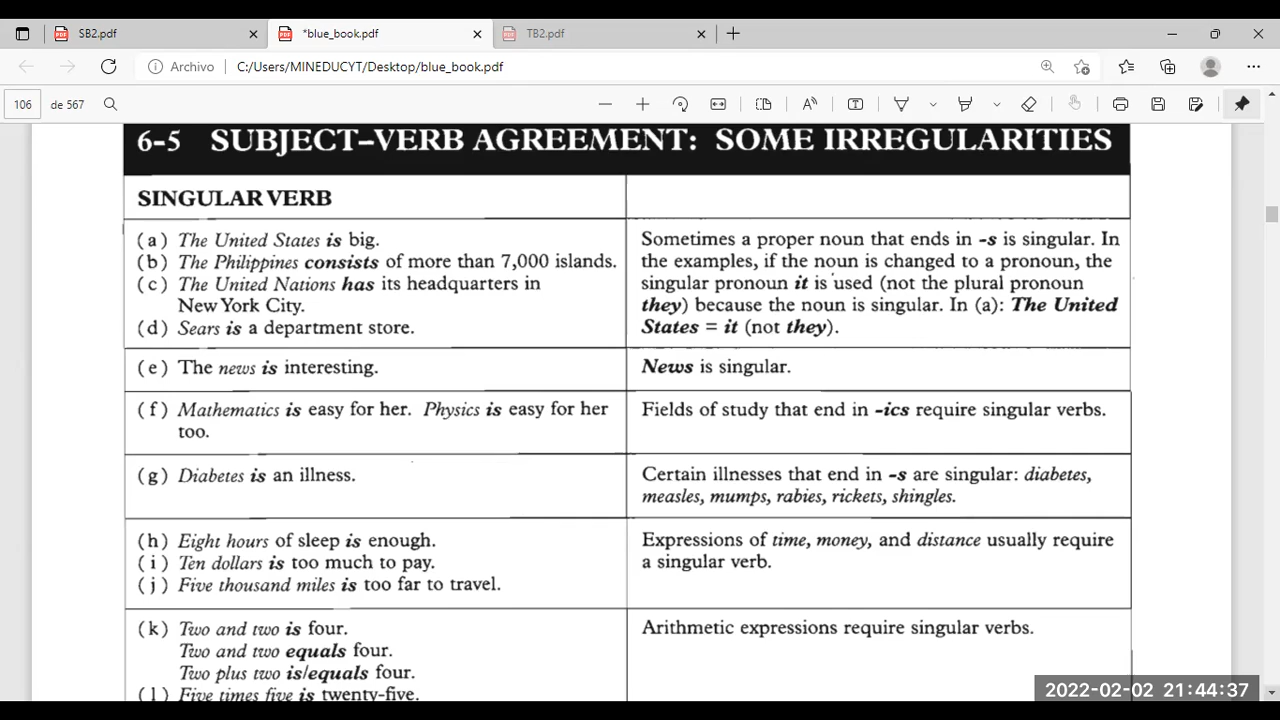 SB2.pdf
*blue_book.pdf
TB2.pdf
Archivo C:/Users/MINEDUCYT/Desktop/blue_book.pdf
106 de 567
6-5 SUBJECT–VERB AGREEMENT: SOME IRREGULARITIES
SINGULAR VERB
(a) The United States is big.
(b) The Philippines consists of more than 7,000 islands.
(c) The United Nations has its headquarters in
New York City.
(d) Sears is a department store.
Sometimes a proper noun that ends in -s is singular. In
the examples, if the noun is changed to a pronoun, the
singular pronoun it is used (not the plural pronoun
they) because the noun is singular. In (a): The United
States = it (not they).
(e) The news is interesting.
News is singular.
(f) Mathematics is easy for her. Physics is easy for her
too.
Fields of study that end in -ics require singular verbs.
(g) Diabetes is an illness.
Certain illnesses that end in -s are singular: diabetes,
measles, mumps, rabies, rickets, shingles.
(h) Eight hours of sleep is enough.
(i) Ten dollars is too much to pay.
(j) Five thousand miles is too far to travel.
Expressions of time, money, and distance usually require
a singular verb.
(k) Two and two is four.
Two and two equals four.
Two plus two is/equals four.
(l) Five times five is twenty-five.
Arithmetic expressions require singular verbs.
2022-02-02 21:44:37